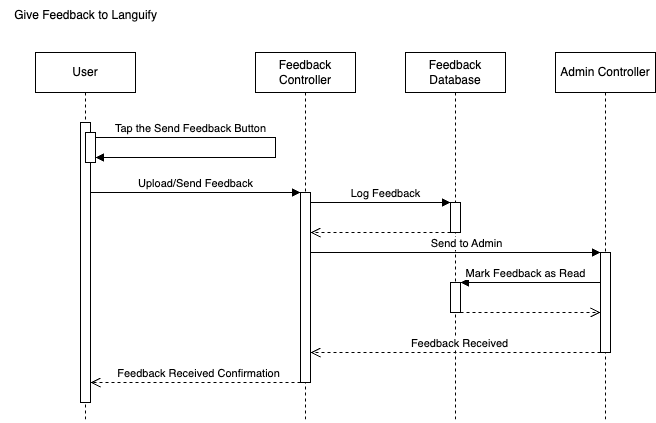 Give Feedback to Languify
User
Feedback
Controller
Feedback
Database
Admin Controller
Tap the Send Feedback Button
Upload/Send Feedback
Log Feedback
Send to Admin
Mark Feedback as Read
Feedback Received
Feedback Received Confirmation